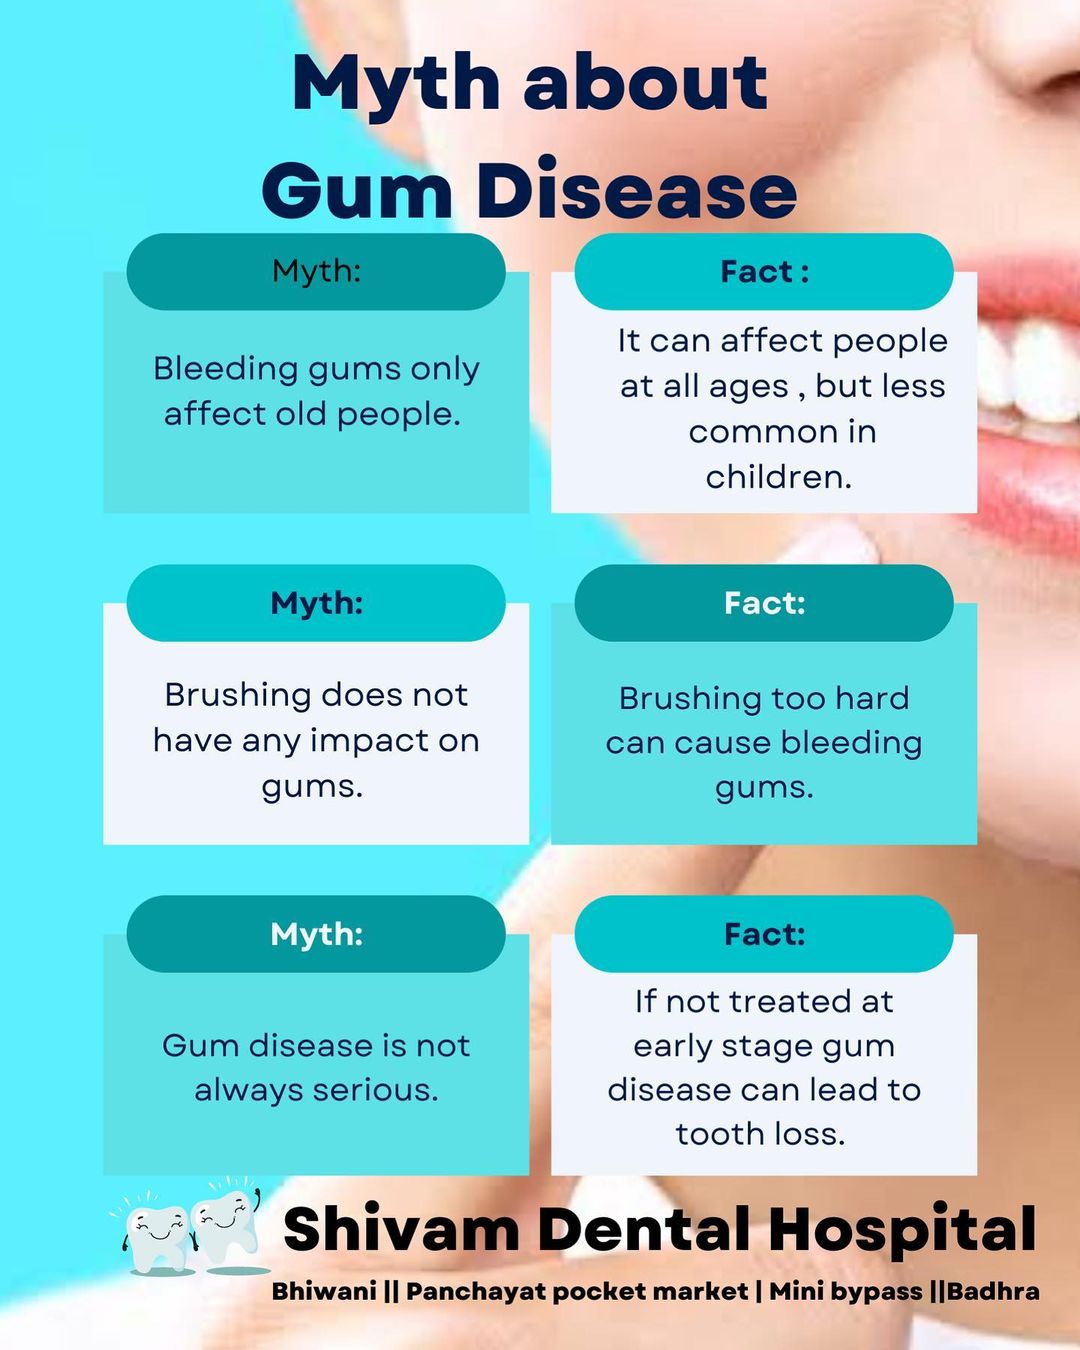 Myth about
Gum Disease
Myth:
Bleeding gums only
affect old people.
Fact :
It can affect people
at all ages , but less
common in
children.
Myth:
Brushing does not
have any impact on
gums.
Fact:
Brushing too hard
can cause bleeding
gums.
Myth:
Gum disease is not
always serious.
Fact:
If not treated at
early stage gum
disease can lead to
tooth loss.
Shivam Dental Hospital
Bhiwani || Panchayat pocket market | Mini bypass ||Badhra